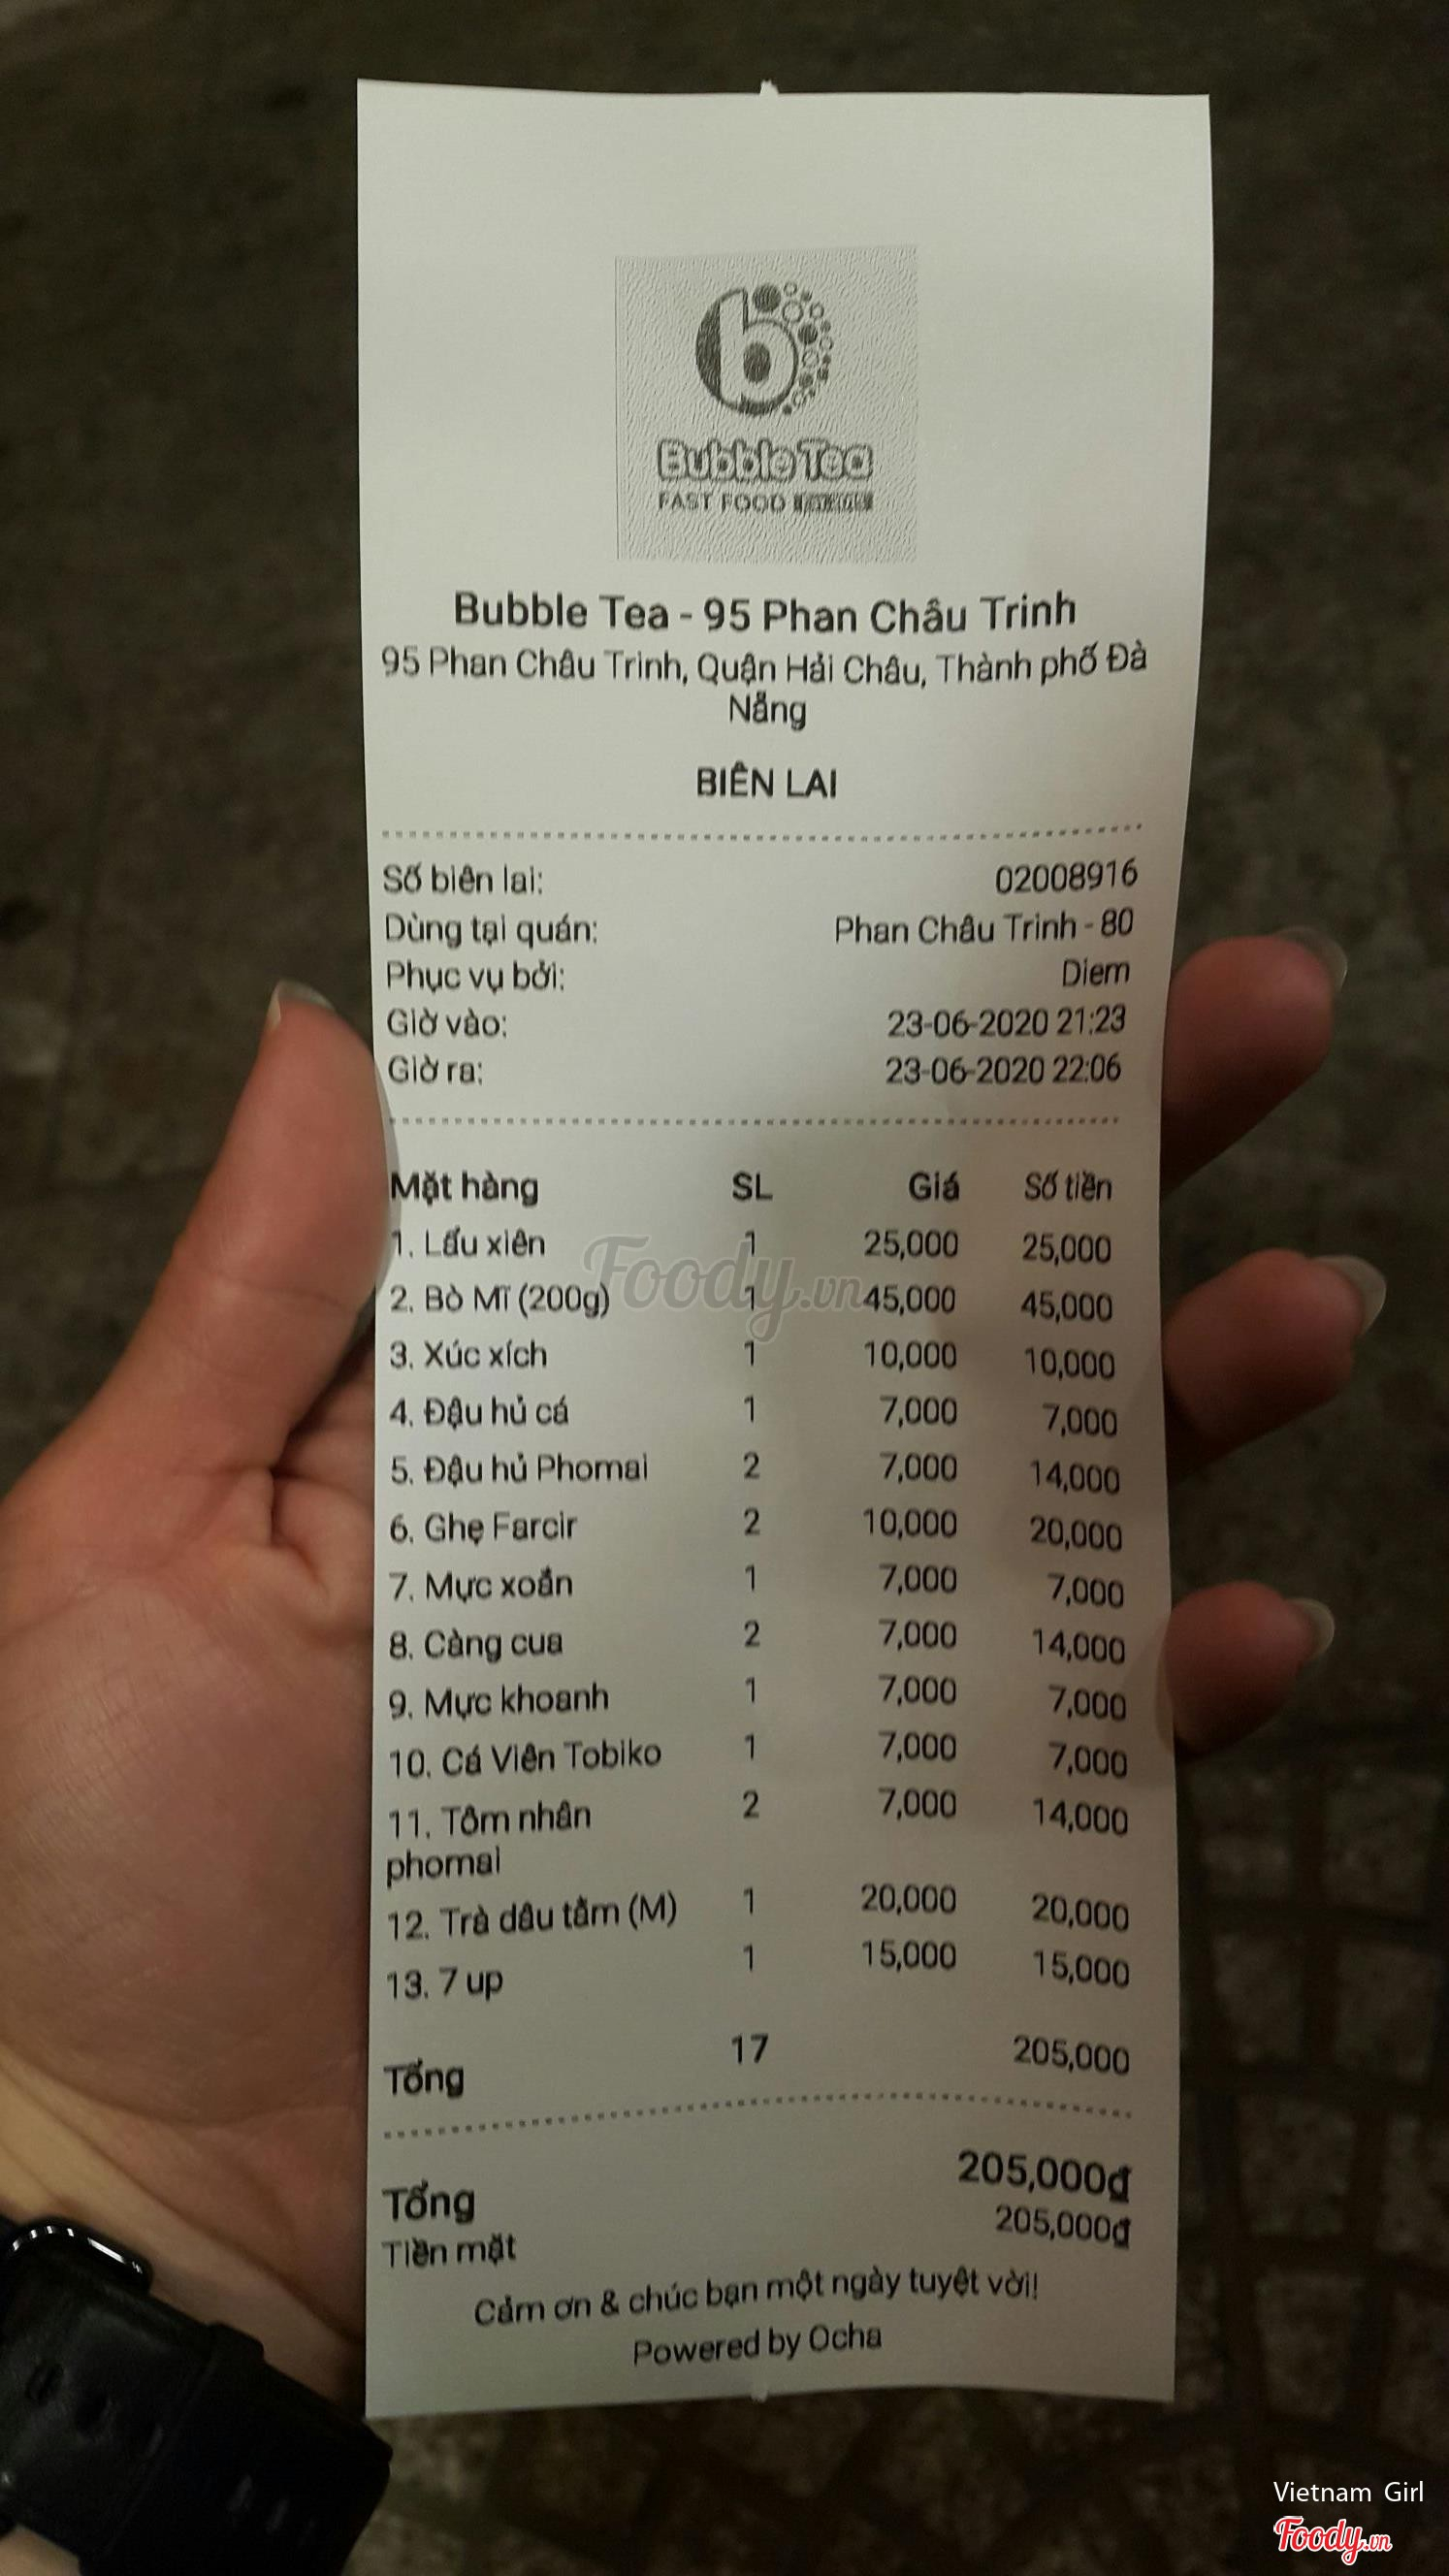 b
Bubble Tea
FAST FOOD
Bubble Tea - 95 Phan Châu Trinh
95 Phan Châu Trinh, Quận Hải Châu, Thành phố Đà
Nẵng
BIÊN LAI
Số biên lai: 02008916
Dùng tại quán: Phan Châu Trinh - 80
Phục vụ bởi: Diem
Giờ vào: 23-06-2020 21:23
Giờ ra: 23-06-2020 22:06
Mặt hàng SL Giá Số tiền
1. Lẩu xiên 1 25,000 25,000
2. Bò Mĩ (200g) 1 45,000 45,000
3. Xúc xích 1 10,000 10,000
4. Đậu hủ cá 1 7,000 7,000
5. Đậu hủ Phomai 2 7,000 14,000
6. Ghẹ Farcir 2 10,000 20,000
7. Mực xoắn 1 7,000 7,000
8. Càng cua 2 7,000 14,000
9. Mực khoanh 1 7,000 7,000
10. Cá Viên Tobiko 1 7,000 7,000
11. Tôm nhân 2 7,000 14,000
phomai
12. Trà dâu tằm (M) 1 20,000 20,000
13. 7 up 1 15,000 15,000
Tổng 17 205,000
Tổng 205,000₫
Tiền mặt 205,000₫
Cảm ơn & chúc bạn một ngày tuyệt vời!
Powered by Ocha
Foody.vn
Vietnam Girl
Foody.vn